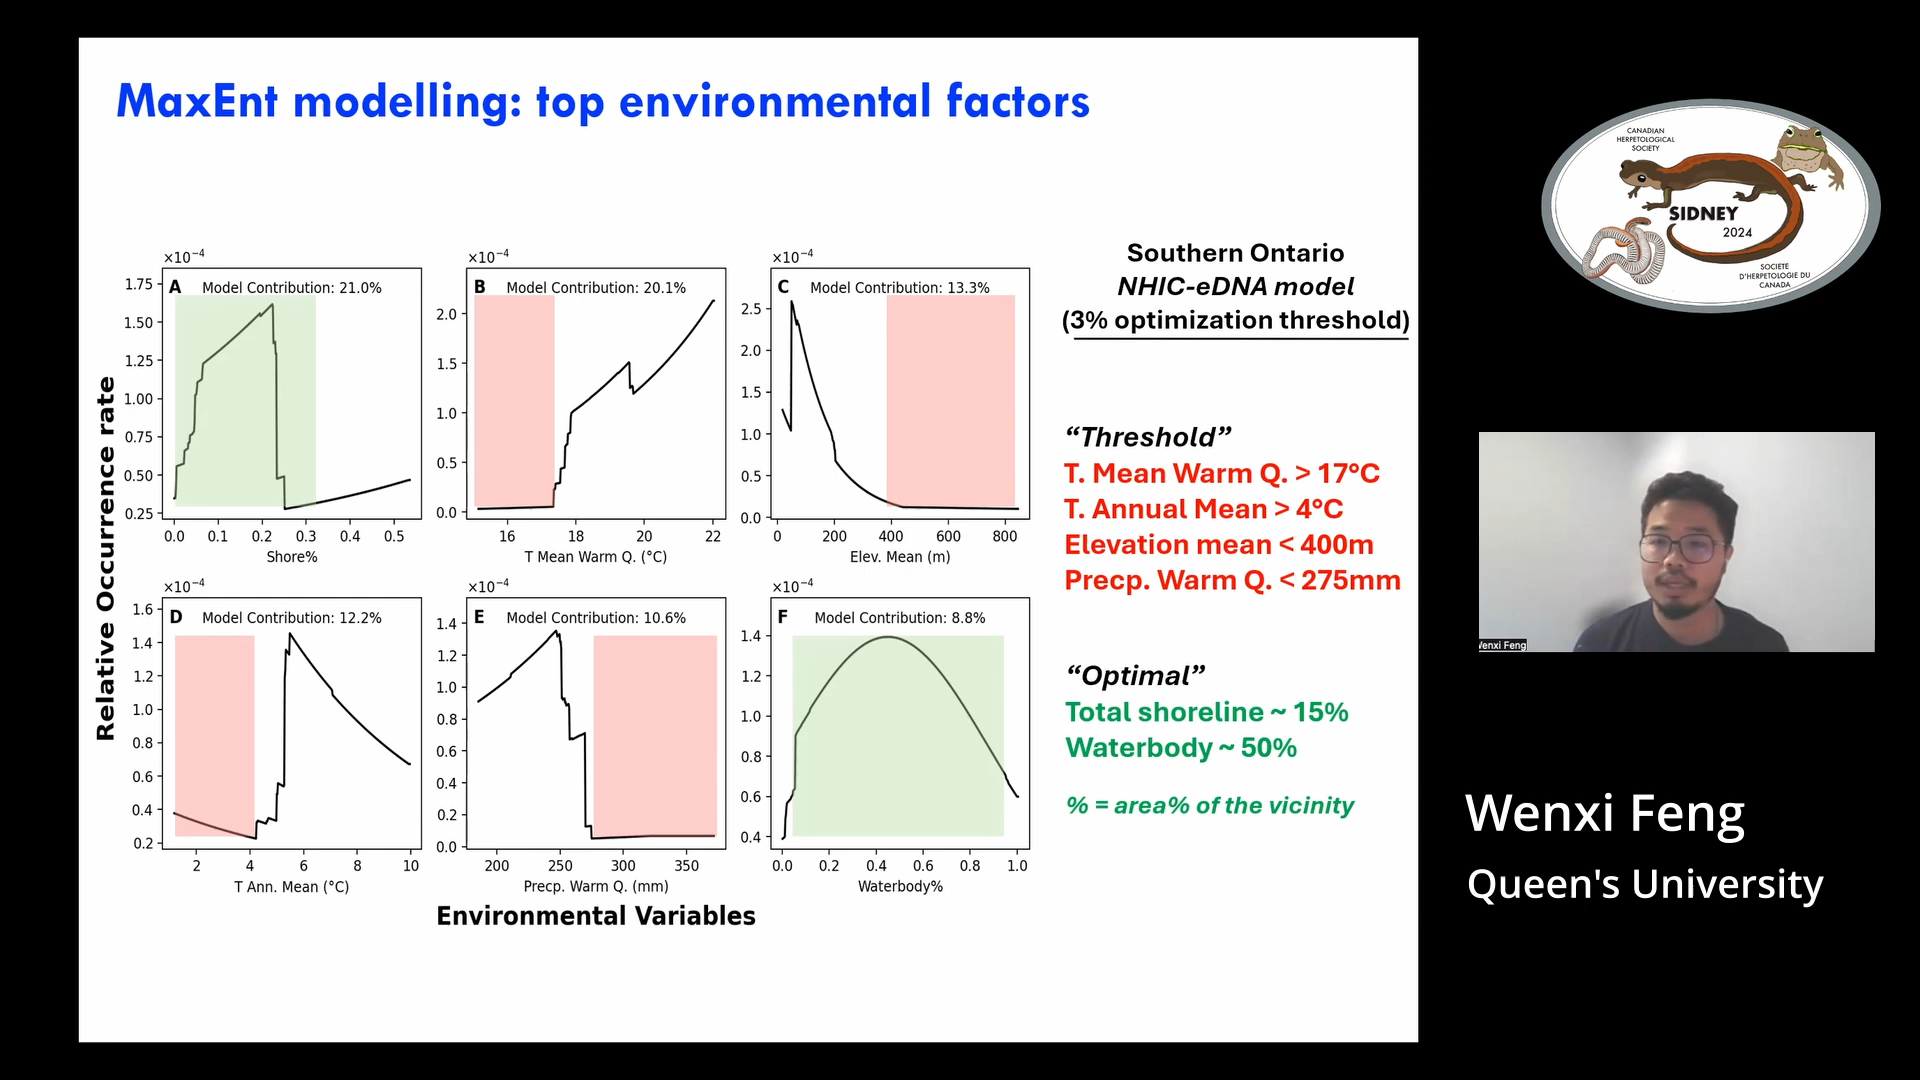 MaxEnt modelling: top environmental factors
Relative Occurrence rate
×10⁻⁴
A Model Contribution: 21.0%
1.75
1.50
1.25
1.00
0.75
0.50
0.25
0.0 0.1 0.2 0.3 0.4 0.5
Shore%
×10⁻⁴
B Model Contribution: 20.1%
2.0
1.5
1.0
0.5
0.0
16 18 20 22
T Mean Warm Q. (°C)
×10⁻⁴
C Model Contribution: 13.3%
2.5
2.0
1.5
1.0
0.5
0.0
0 200 400 600 800
Elev. Mean (m)
×10⁻⁴
D Model Contribution: 12.2%
1.6
1.4
1.2
1.0
0.8
0.6
0.4
0.2
2 4 6 8 10
T Ann. Mean (°C)
×10⁻⁴
E Model Contribution: 10.6%
1.4
1.2
1.0
0.8
0.6
0.4
0.2
0.0
200 250 300 350
Precp. Warm Q. (mm)
×10⁻⁴
F Model Contribution: 8.8%
1.4
1.2
1.0
0.8
0.6
0.4
0.0 0.2 0.4 0.6 0.8 1.0
Waterbody%
Environmental Variables
Southern Ontario
NHIC-eDNA model
(3% optimization threshold)
“Threshold”
T. Mean Warm Q. > 17°C
T. Annual Mean > 4°C
Elevation mean < 400m
Precp. Warm Q. < 275mm
“Optimal”
Total shoreline ~ 15%
Waterbody ~ 50%
% = area% of the vicinity
CANADIAN
HERPETOLOGICAL
SOCIETY
SIDNEY
2024
SOCIÉTÉ
D'HERPÉTOLOGIE DU
CANADA
Wenxi Feng
Wenxi Feng
Queen's University